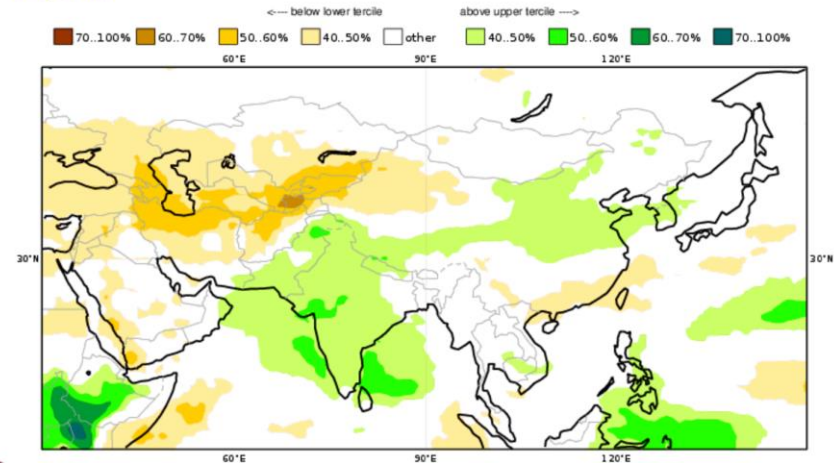 <---- below lower tercile above upper tercile ---->
70..100% 60..70% 50..60% 40..50% other 40..50% 50..60% 60..70% 70..100%
60°E 90°E 120°E
30°N 30°N
60°E 90°E 120°E